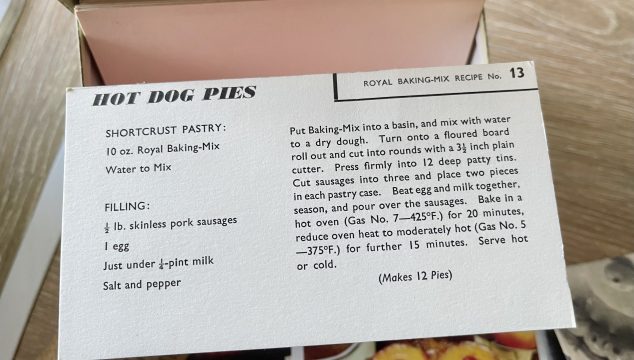 HOT DOG PIES
ROYAL BAKING-MIX RECIPE No. 13
SHORTCRUST PASTRY:
10 oz. Royal Baking-Mix
Water to Mix
FILLING:
½ lb. skinless pork sausages
1 egg
Just under ¼-pint milk
Salt and pepper
Put Baking-Mix into a basin, and mix with water
to a dry dough. Turn onto a floured board
roll out and cut into rounds with a 3½ inch plain
cutter. Press firmly into 12 deep patty tins.
Cut sausages into three and place two pieces
in each pastry case. Beat egg and milk together,
season, and pour over the sausages. Bake in a
hot oven (Gas No. 7—425°F.) for 20 minutes,
reduce oven heat to moderately hot (Gas No. 5
—375°F.) for further 15 minutes. Serve hot
or cold.
(Makes 12 Pies)